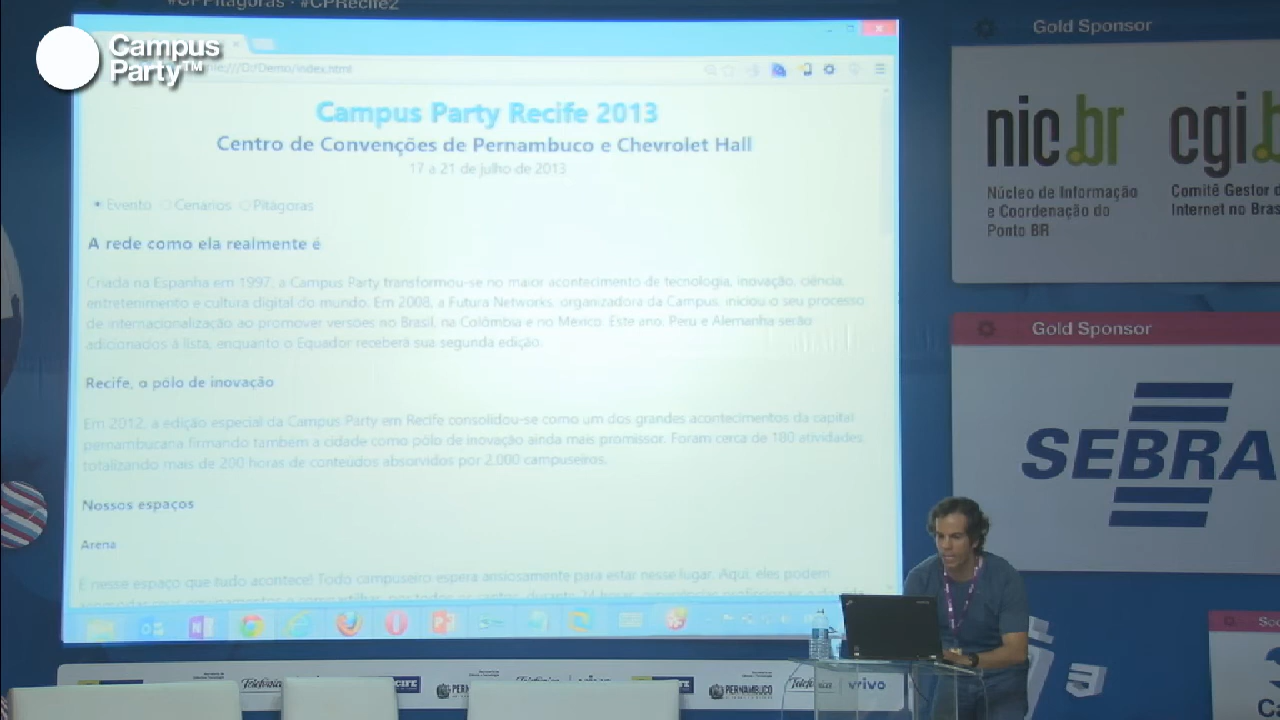 #CPPitagoras · #CPRecife2
Campus
Party™
Demo/index.html
Campus Party Recife 2013
Centro de Convenções de Pernambuco e Chevrolet Hall
17 a 21 de julho de 2013
Evento Cenários Pitágoras
A rede como ela realmente é
Criada na Espanha em 1997, a Campus Party transformou-se no maior acontecimento de tecnologia, inovação, ciência,
entretenimento e cultura digital do mundo. Em 2008, a Futura Networks, organizadora da Campus, iniciou o seu processo
de internacionalização ao promover versões no Brasil, na Colômbia e no México. Este ano, Peru e Alemanha serão
adicionados à lista, enquanto o Equador receberá sua segunda edição.
Recife, o pólo de inovação
Em 2012, a edição especial da Campus Party em Recife consolidou-se como um dos grandes acontecimentos da capital
pernambucana firmando também a cidade como pólo de inovação ainda mais promissor. Foram cerca de 180 atividades,
totalizando mais de 200 horas de conteúdos absorvidos por 2.000 campuseiros.
Nossos espaços
Arena
É nesse espaço que tudo acontece! Todo campuseiro espera ansiosamente para estar nesse lugar. Aqui, eles podem
Gold Sponsor
nic.br
Núcleo de Informação
e Coordenação do
Ponto BR
cgi.b
Comitê Gestor d
Internet no Bras
Gold Sponsor
SEBRA
Telefónica
PERNAMBUCO
vivo